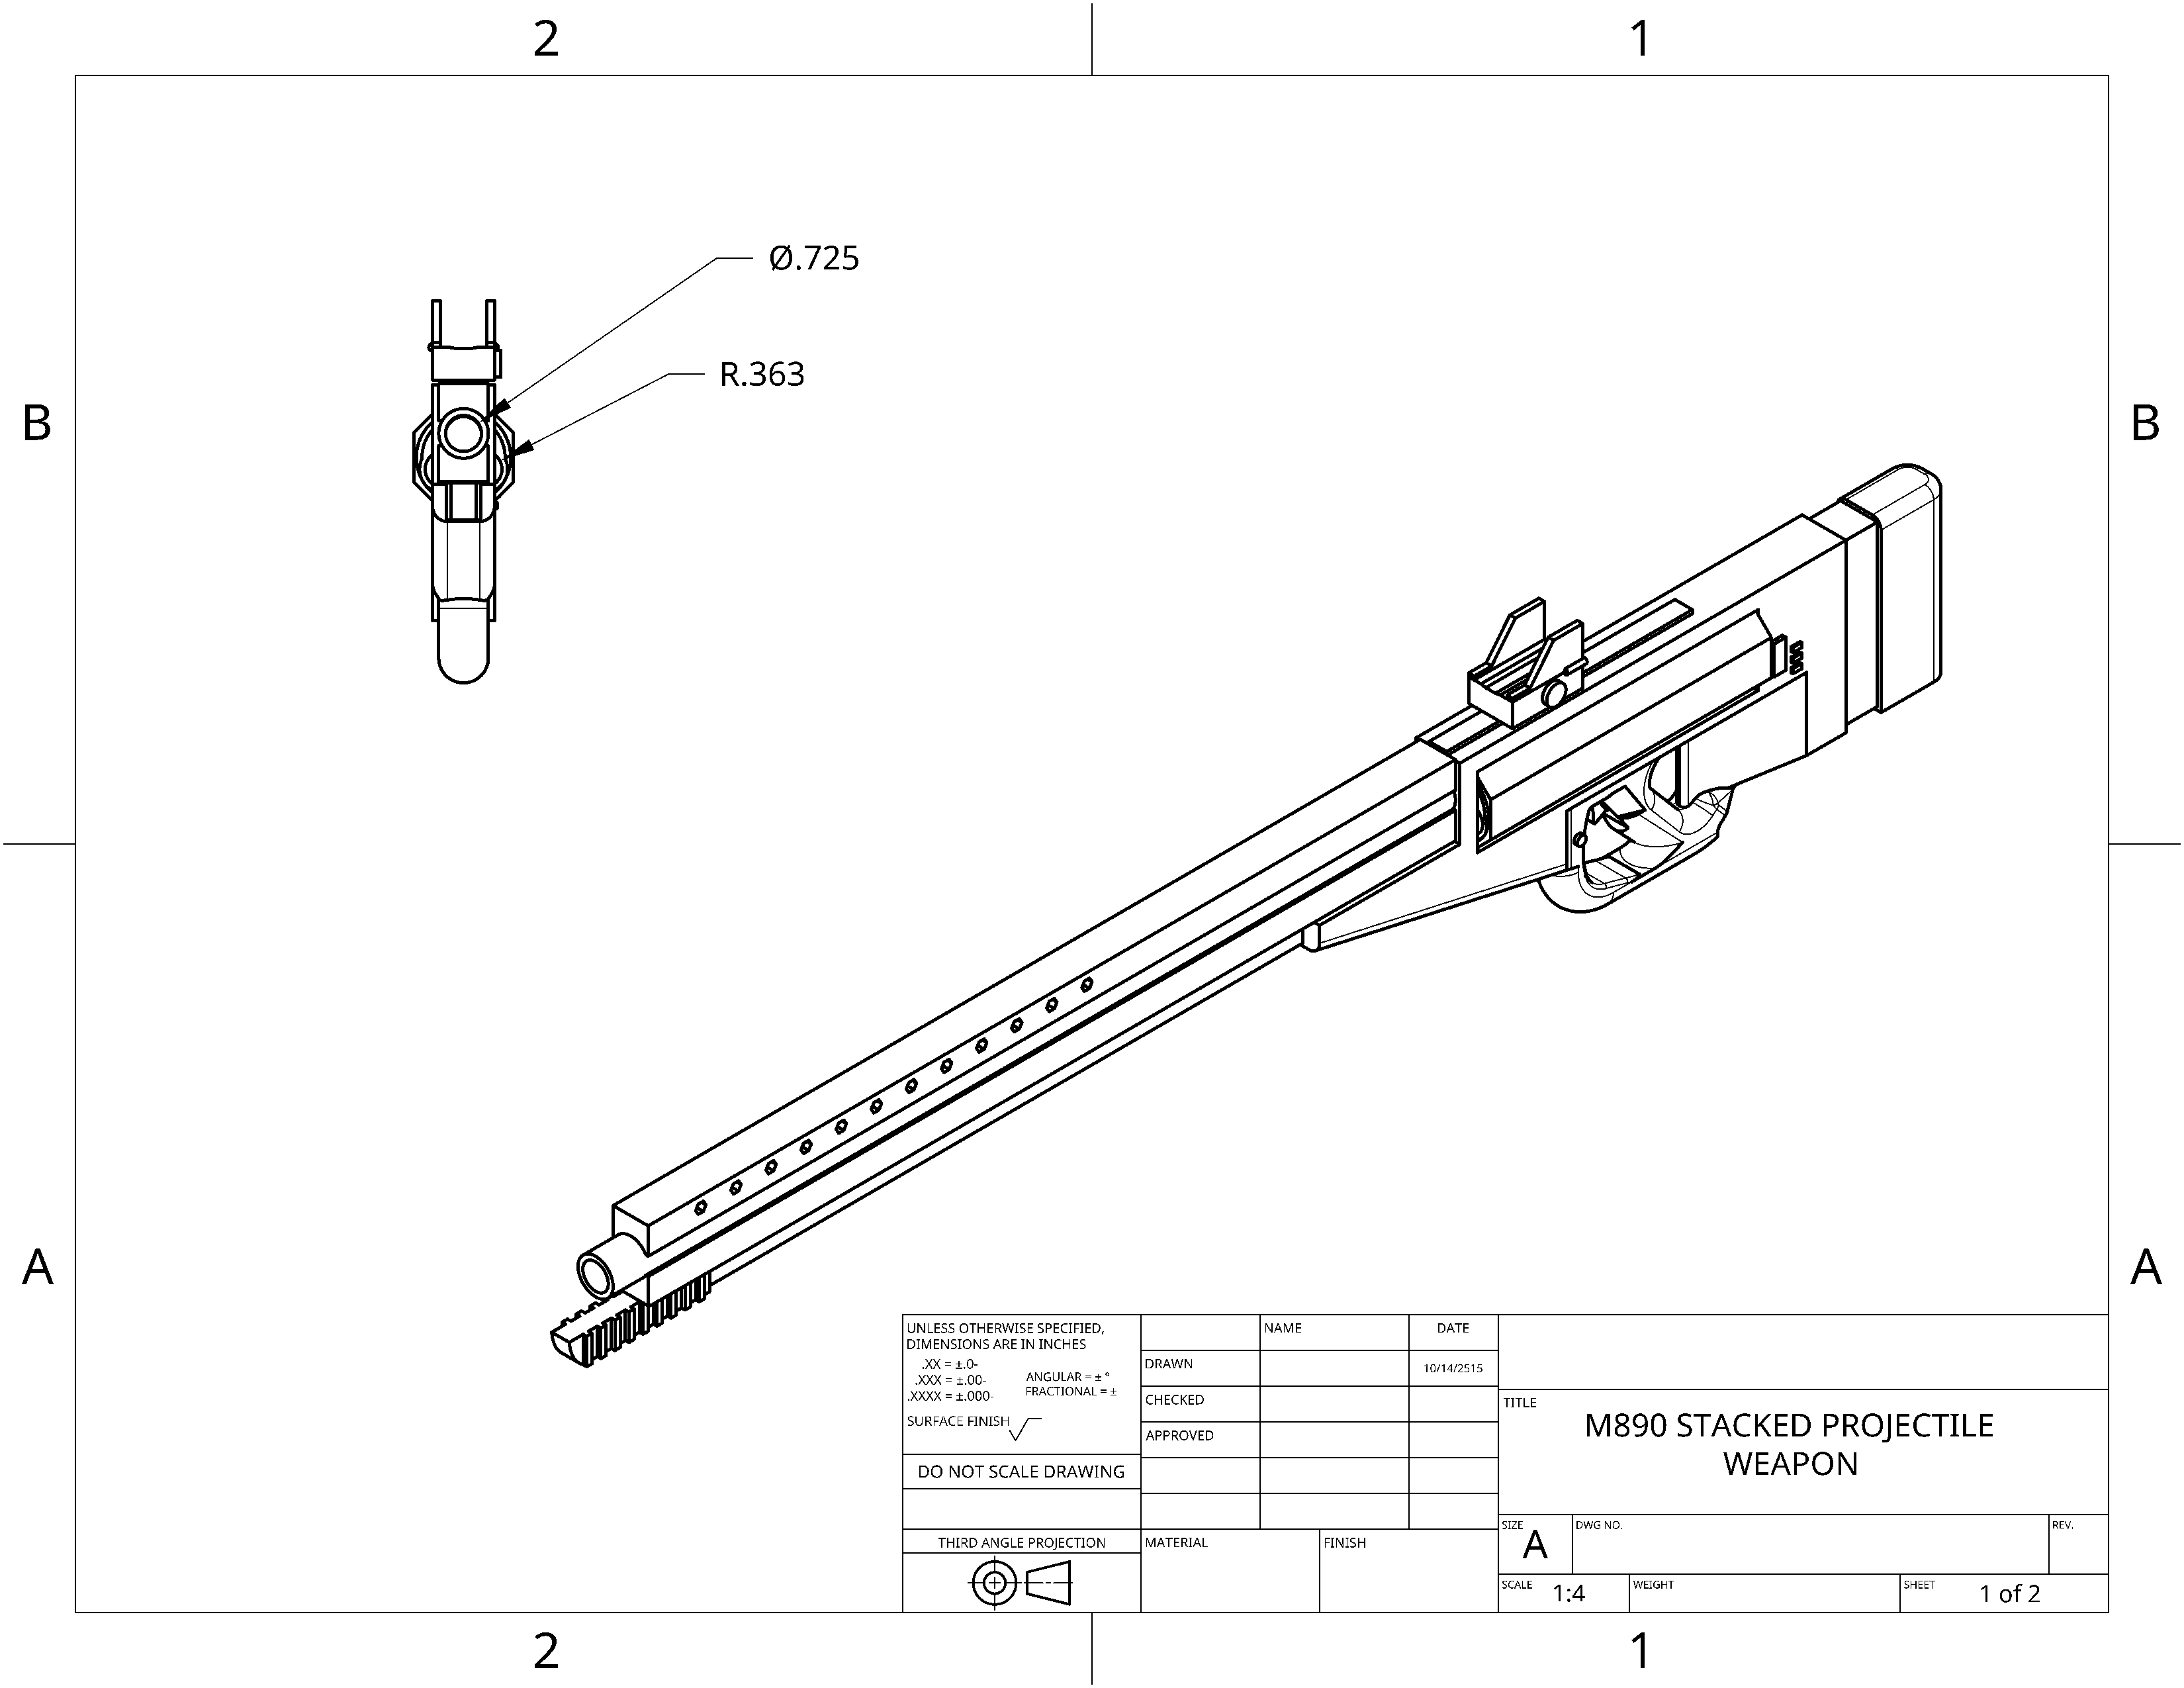 2 1
Ø.725
R.363
B B
A A
UNLESS OTHERWISE SPECIFIED,
DIMENSIONS ARE IN INCHES
.XX = ±.0-
.XXX = ±.00-
.XXXX = ±.000-
ANGULAR = ± °
FRACTIONAL = ±
SURFACE FINISH
DO NOT SCALE DRAWING
THIRD ANGLE PROJECTION
NAME DATE
DRAWN 10/14/2515
CHECKED
APPROVED
MATERIAL FINISH
TITLE
M890 STACKED PROJECTILE
WEAPON
SIZE A DWG NO. REV.
SCALE 1:4 WEIGHT SHEET 1 of 2
2 1